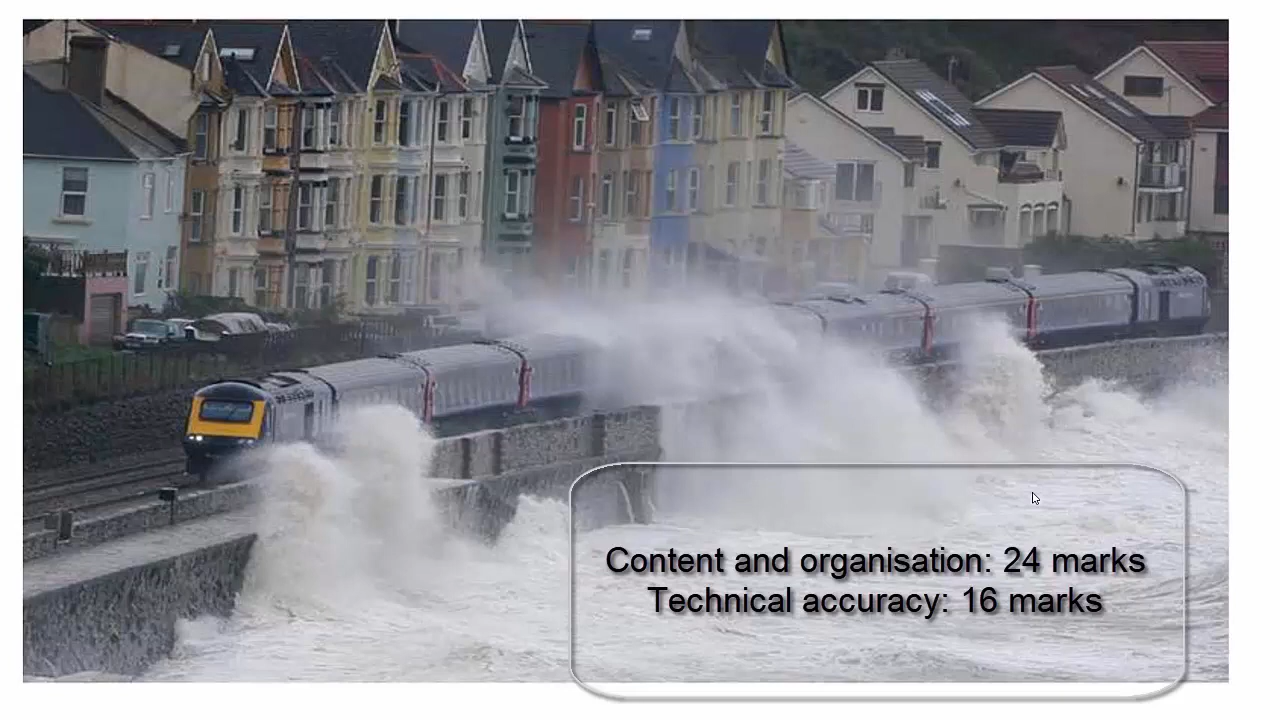 Content and organisation: 24 marks
Technical accuracy: 16 marks